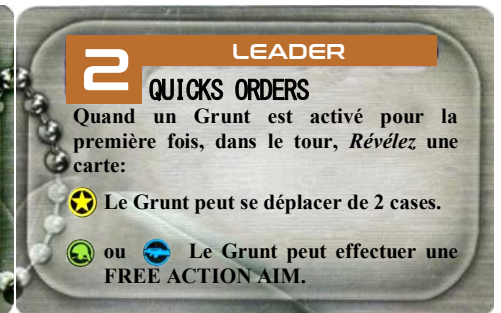 2
LEADER
QUICKS ORDERS
Quand un Grunt est activé pour la
première fois, dans le tour, Révélez une
carte:
Le Grunt peut se déplacer de 2 cases.
ou Le Grunt peut effectuer une
FREE ACTION AIM.